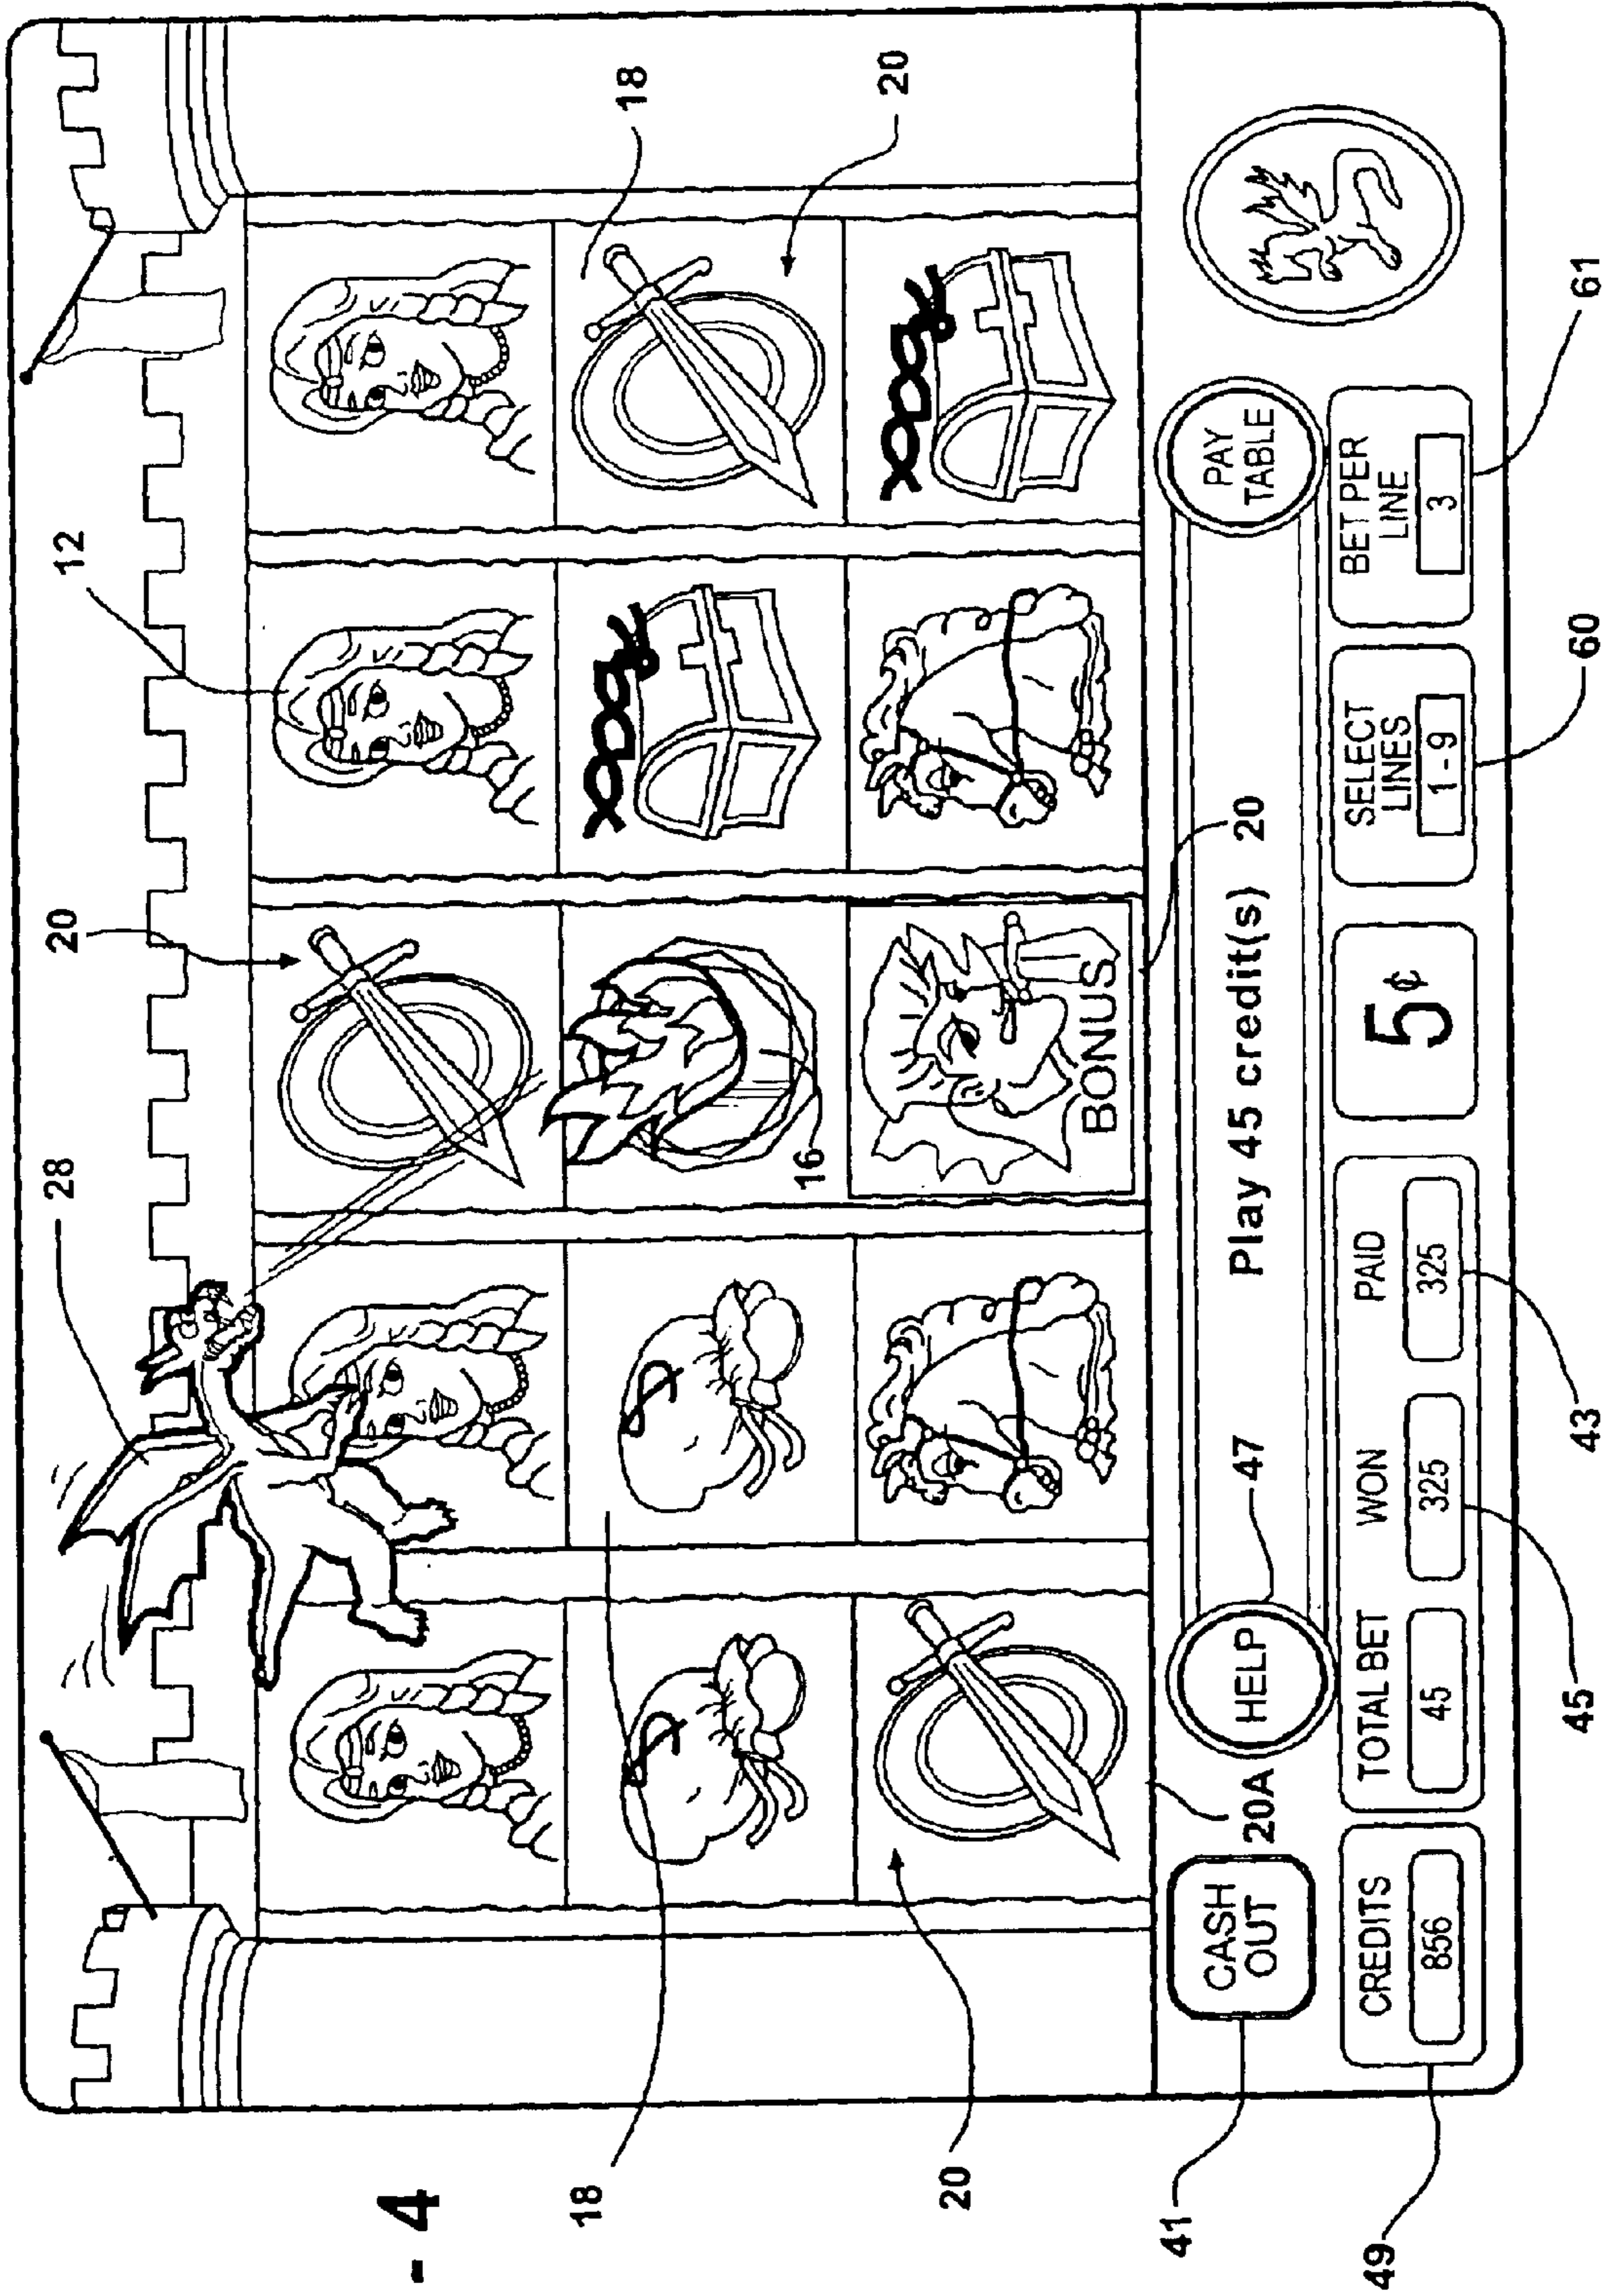 28
20
12
18
20
16
BONUS
18
20
20A
20
CASH
OUT
HELP
47
Play 45 credit(s)
PAY
TABLE
41
CREDITS
856
TOTAL BET
45
WON
325
PAID
325
5¢
SELECT
LINES
1 - 9
BET PER
LINE
3
49
45
43
60
61
- 4